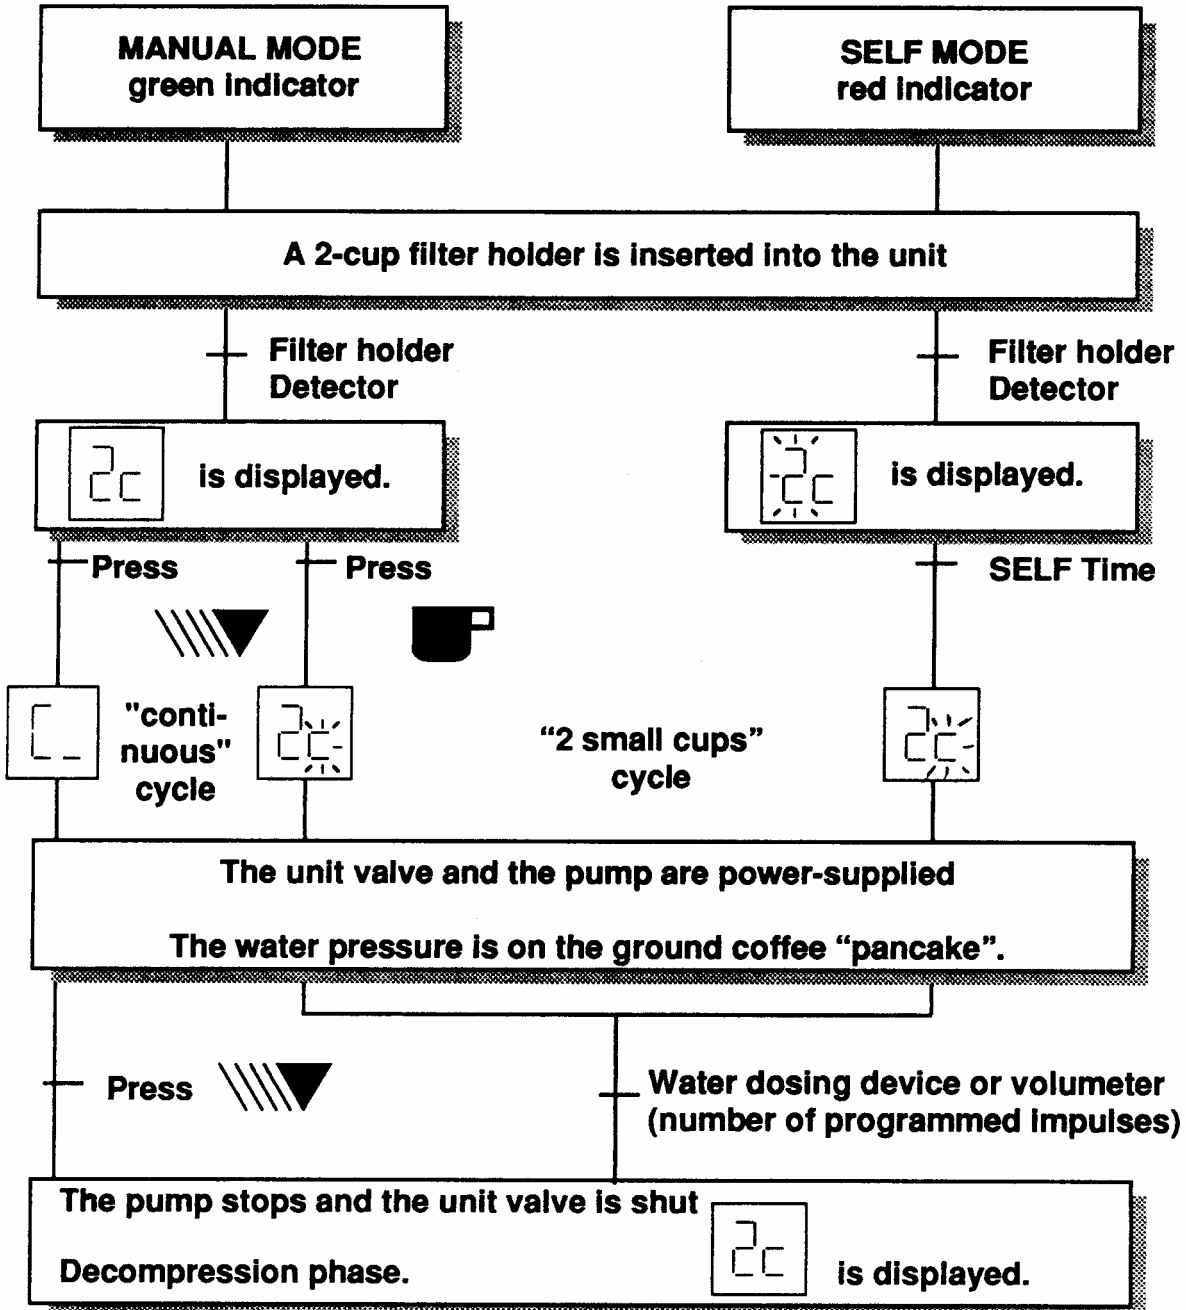 MANUAL MODE
green indicator
SELF MODE
red indicator
A 2-cup filter holder is inserted into the unit
Filter holder
Detector
Filter holder
Detector
2c is displayed.
2c is displayed.
Press
Press
SELF Time
C_
"conti-
nuous"
cycle
2c
“2 small cups”
cycle
2c
The unit valve and the pump are power-supplied
The water pressure is on the ground coffee “pancake”.
Press
Water dosing device or volumeter
(number of programmed impulses)
The pump stops and the unit valve is shut
Decompression phase.
2c
is displayed.